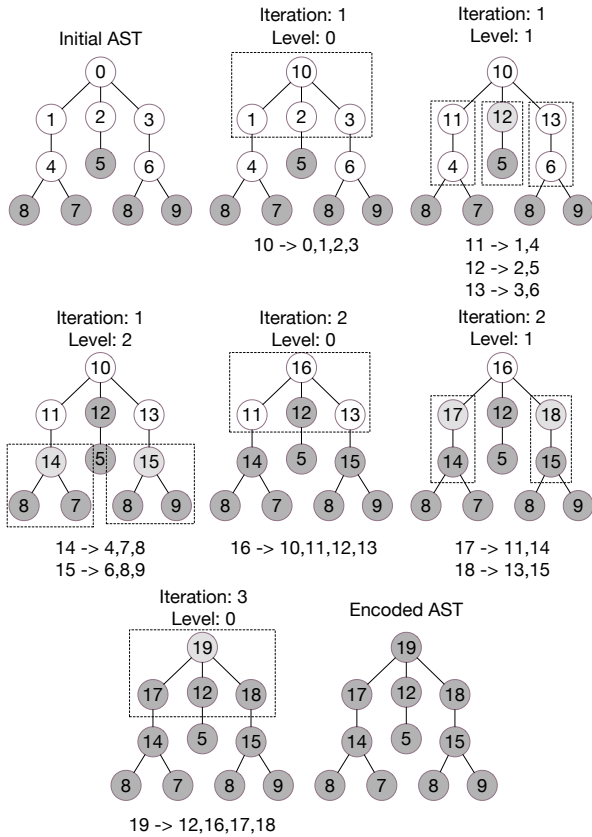 Initial AST
0
1 2 3
4 5 6
8 7 8 9
Iteration: 1
Level: 0
10
1 2 3
4 5 6
8 7 8 9
10 -> 0,1,2,3
Iteration: 1
Level: 1
10
11 12 13
4 5 6
8 7 8 9
11 -> 1,4
12 -> 2,5
13 -> 3,6
Iteration: 1
Level: 2
10
11 12 13
14 5 15
8 7 8 9
14 -> 4,7,8
15 -> 6,8,9
Iteration: 2
Level: 0
16
11 12 13
14 5 15
8 7 8 9
16 -> 10,11,12,13
Iteration: 2
Level: 1
16
17 12 18
14 5 15
8 7 8 9
17 -> 11,14
18 -> 13,15
Iteration: 3
Level: 0
19
17 12 18
14 5 15
8 7 8 9
19 -> 12,16,17,18
Encoded AST
19
17 12 18
14 5 15
8 7 8 9